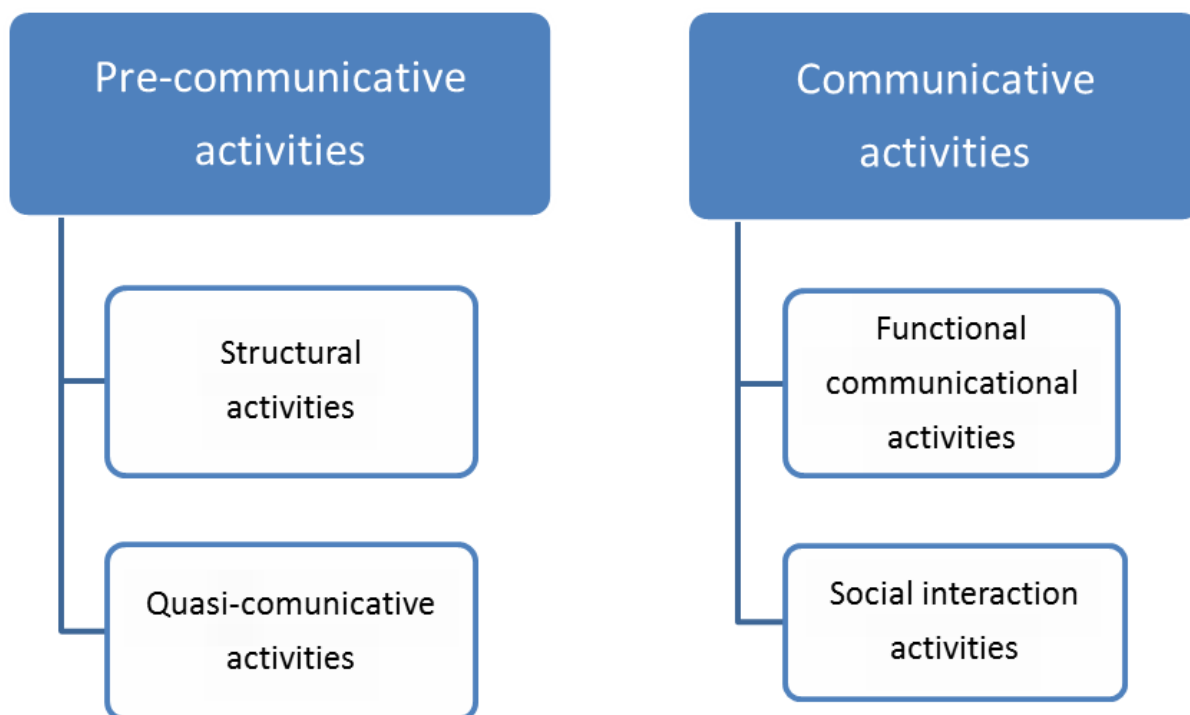 Pre-communicative
activities
Structural
activities
Quasi-comunicative
activities
Communicative
activities
Functional
communicational
activities
Social interaction
activities